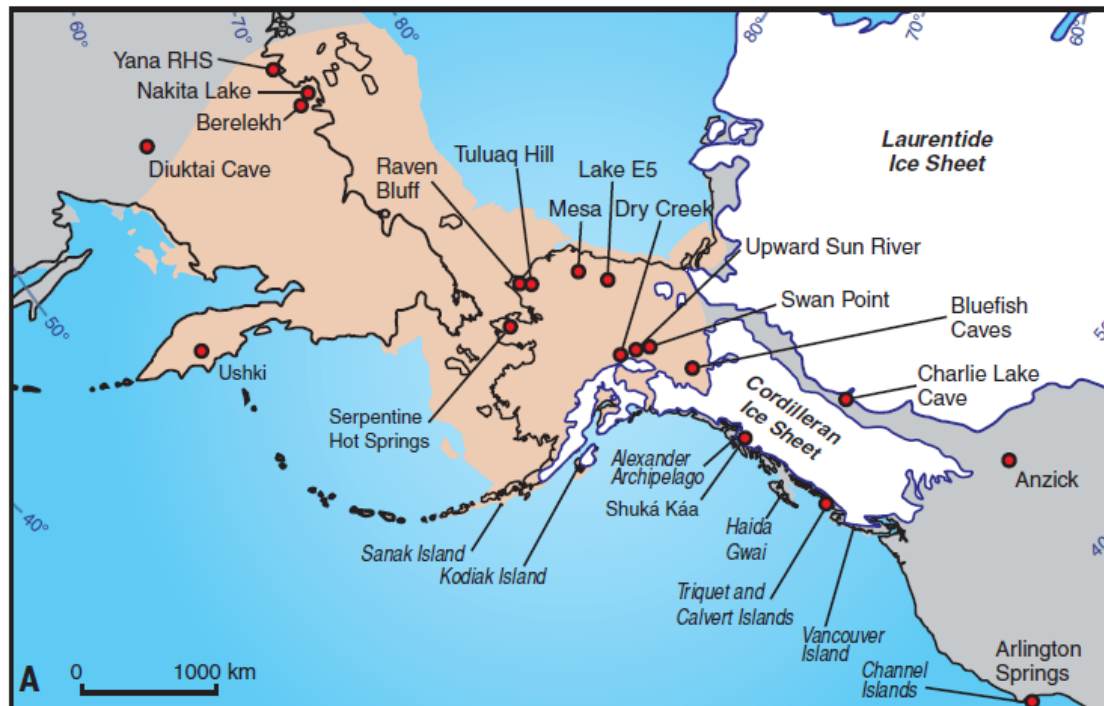 60°
70°
80°
80°
70°
60°
Yana RHS
Nakita Lake
Berelekh
Diuktai Cave
Tuluaq Hill
Raven
Bluff
Lake E5
Mesa
Dry Creek
Laurentide
Ice Sheet
Upward Sun River
Swan Point
Bluefish
Caves
50°
Ushki
Charlie Lake
Cave
Serpentine
Hot Springs
Cordilleran
Ice Sheet
Alexander
Archipelago
Anzick
Shuká Káa
40°
Haida
Gwai
Sanak Island
Kodiak Island
Triquet and
Calvert Islands
Vancouver
Island
Arlington
Springs
Channel
Islands
A
0
1000 km